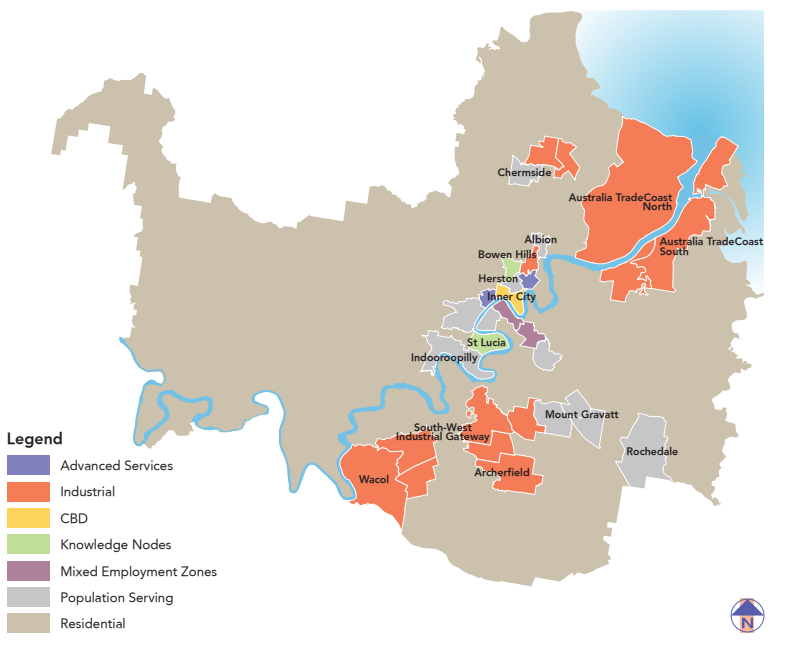 Chermside
Australia TradeCoast
North
Albion
Australia TradeCoast
South
Bowen Hills
Herston
Inner City
St Lucia
Indooroopilly
South-West
Industrial Gateway
Mount Gravatt
Rochedale
Archerfield
Wacol
Legend
Advanced Services
Industrial
CBD
Knowledge Nodes
Mixed Employment Zones
Population Serving
Residential
N